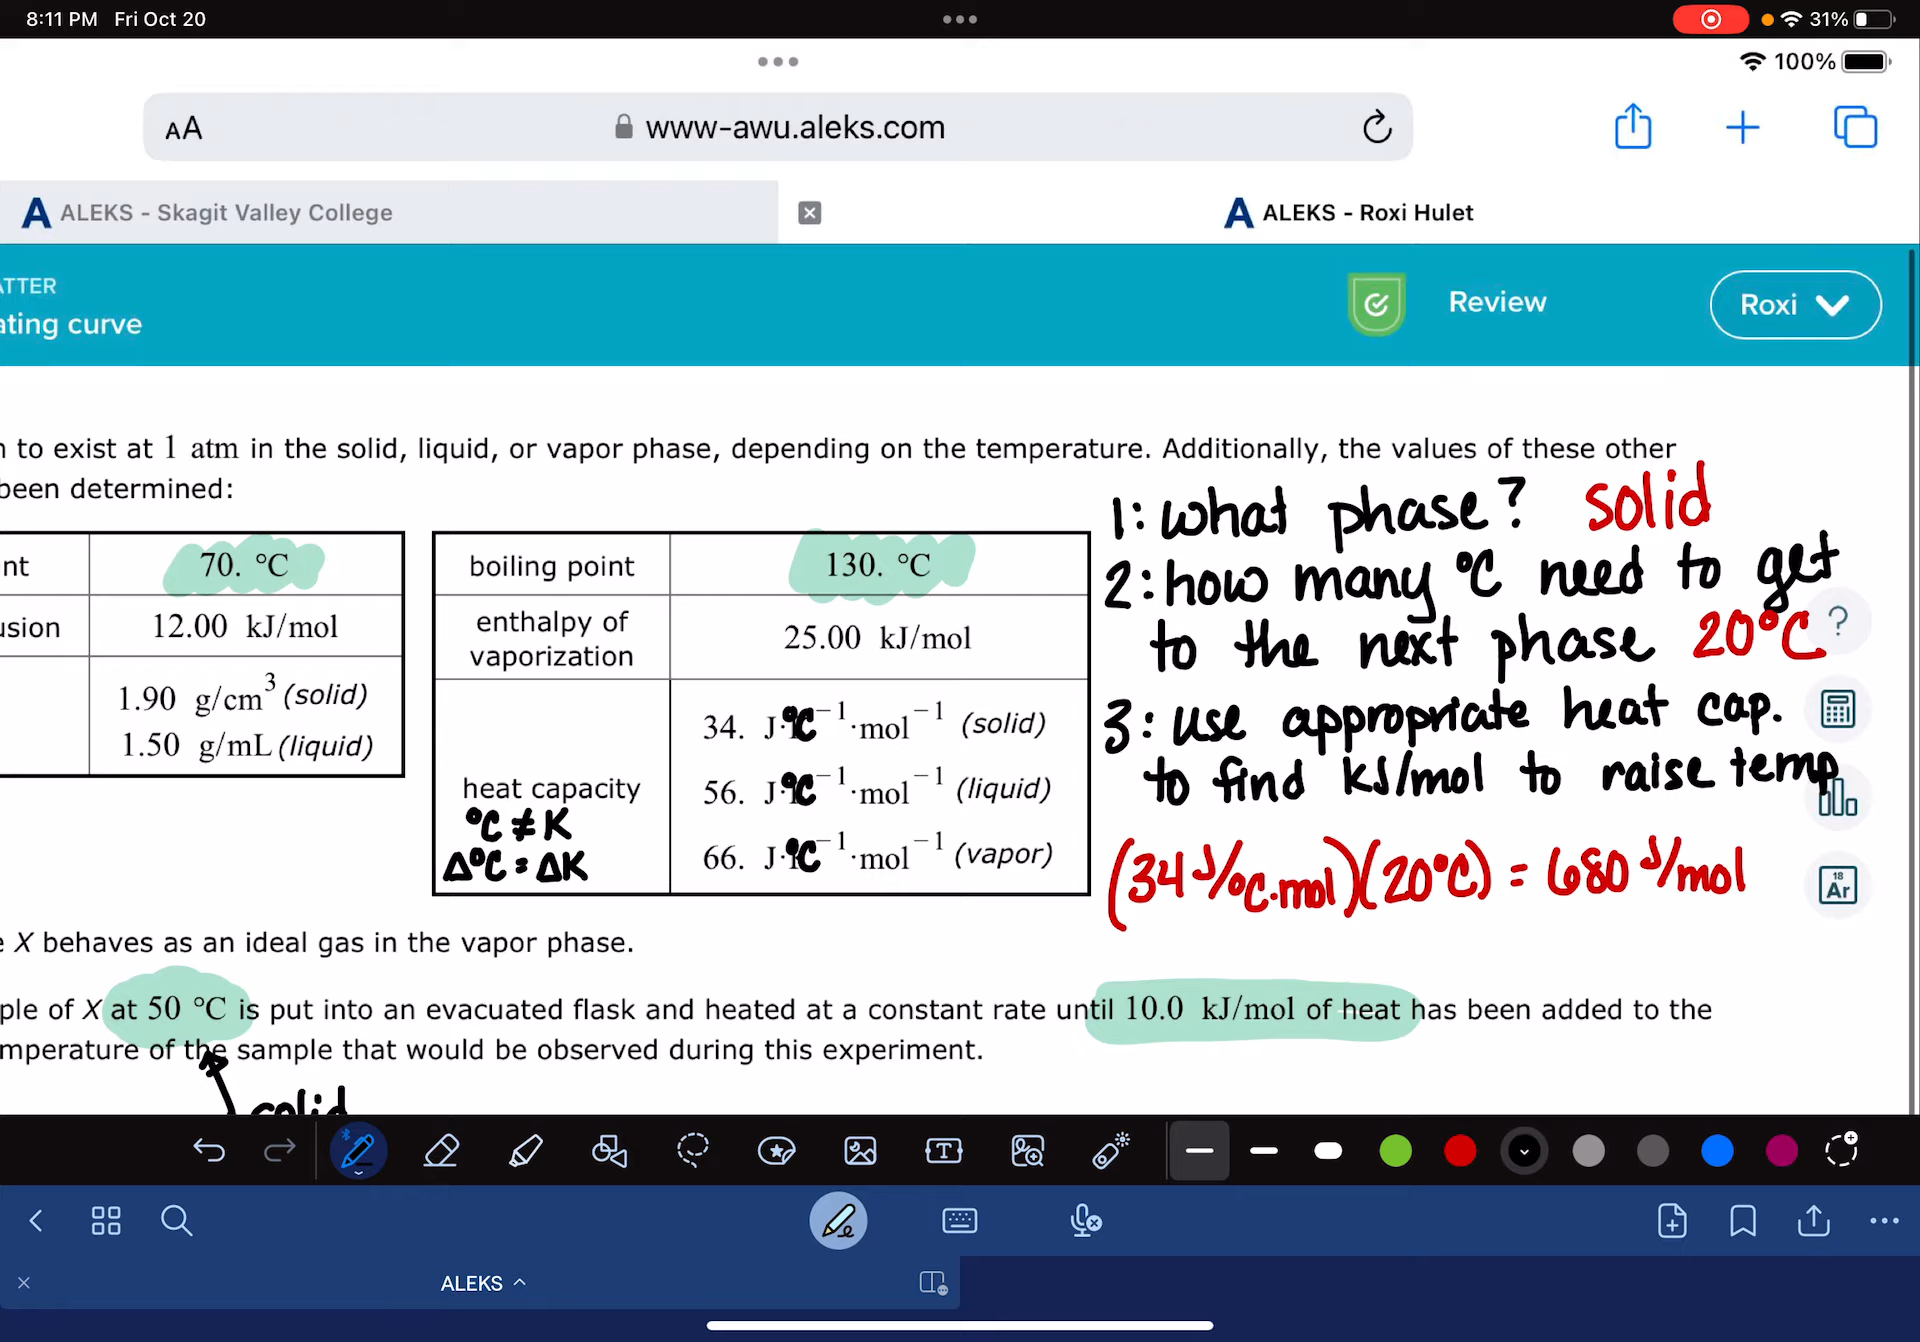 8:11 PM Fri Oct 20
31%
100%
AA
www-awu.aleks.com
ALEKS - Skagit Valley College
ALEKS - Roxi Hulet
ATTER
ating curve
Review
Roxi
n to exist at 1 atm in the solid, liquid, or vapor phase, depending on the temperature. Additionally, the values of these other
been determined:
nt 70. °C
usion 12.00 kJ/mol
1.90 g/cm³ (solid)
1.50 g/mL (liquid)
boiling point 130. °C
enthalpy of
vaporization 25.00 kJ/mol
heat capacity
°C ≠ K
Δ°C = ΔK
34. J·°C⁻¹·mol⁻¹ (solid)
56. J·°C⁻¹·mol⁻¹ (liquid)
66. J·°C⁻¹·mol⁻¹ (vapor)
1: what phase? solid
2: how many °C need to get
to the next phase 20°C
3: use appropriate heat cap.
to find kJ/mol to raise temp
(34 J/°C·mol)(20°C) = 680 J/mol
?
18
Ar
e X behaves as an ideal gas in the vapor phase.
ple of X at 50 °C is put into an evacuated flask and heated at a constant rate until 10.0 kJ/mol of heat has been added to the
mperature of the sample that would be observed during this experiment.
solid
T
ALEKS